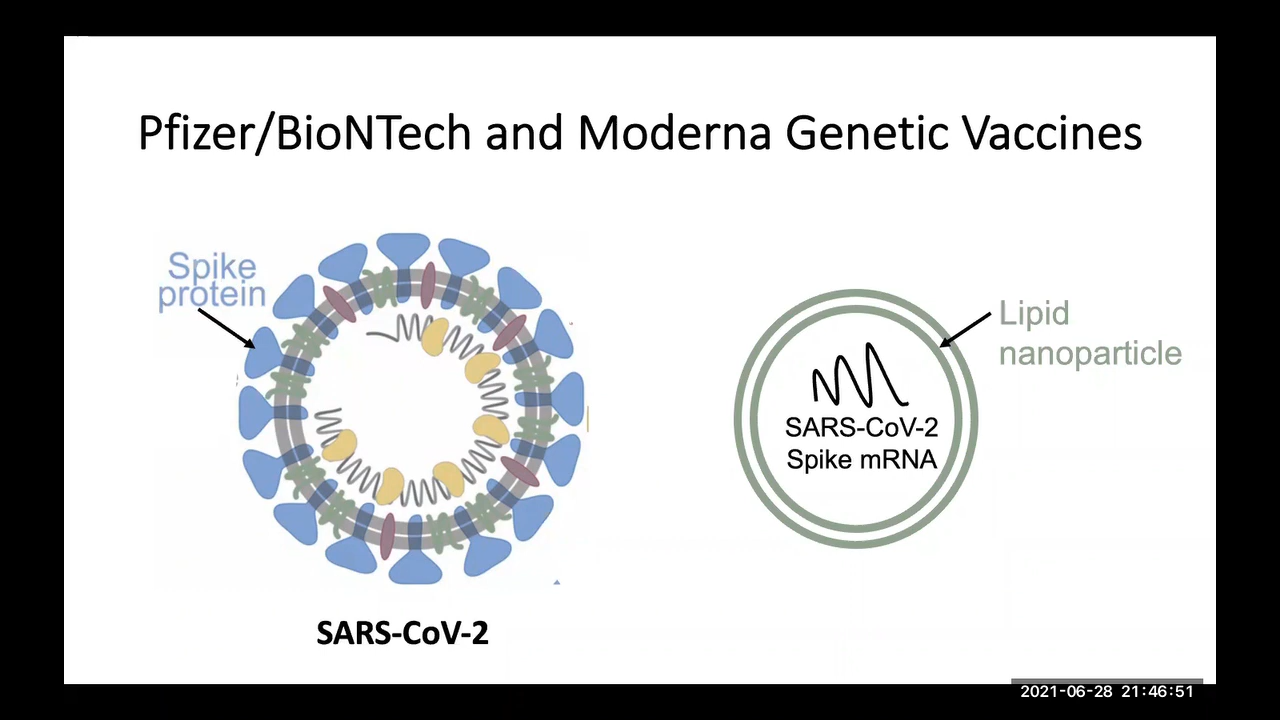 Pfizer/BioNTech and Moderna Genetic Vaccines
Spike
protein
Lipid
nanoparticle
SARS-CoV-2
Spike mRNA
SARS-CoV-2
2021-06-28 21:46:51